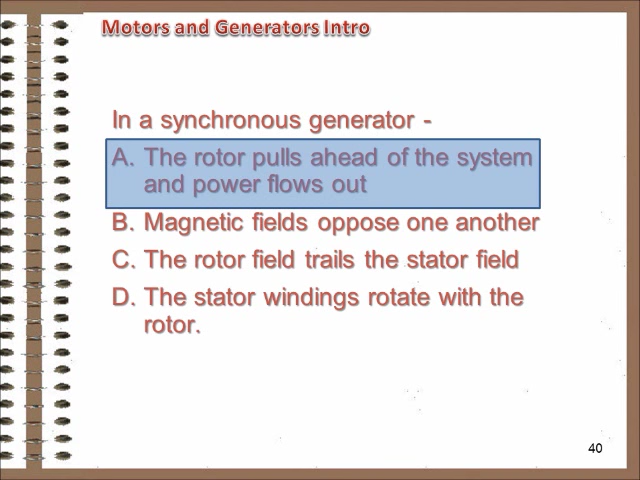 Motors and Generators Intro
In a synchronous generator -
A. The rotor pulls ahead of the system
and power flows out
B. Magnetic fields oppose one another
C. The rotor field trails the stator field
D. The stator windings rotate with the
rotor.
40